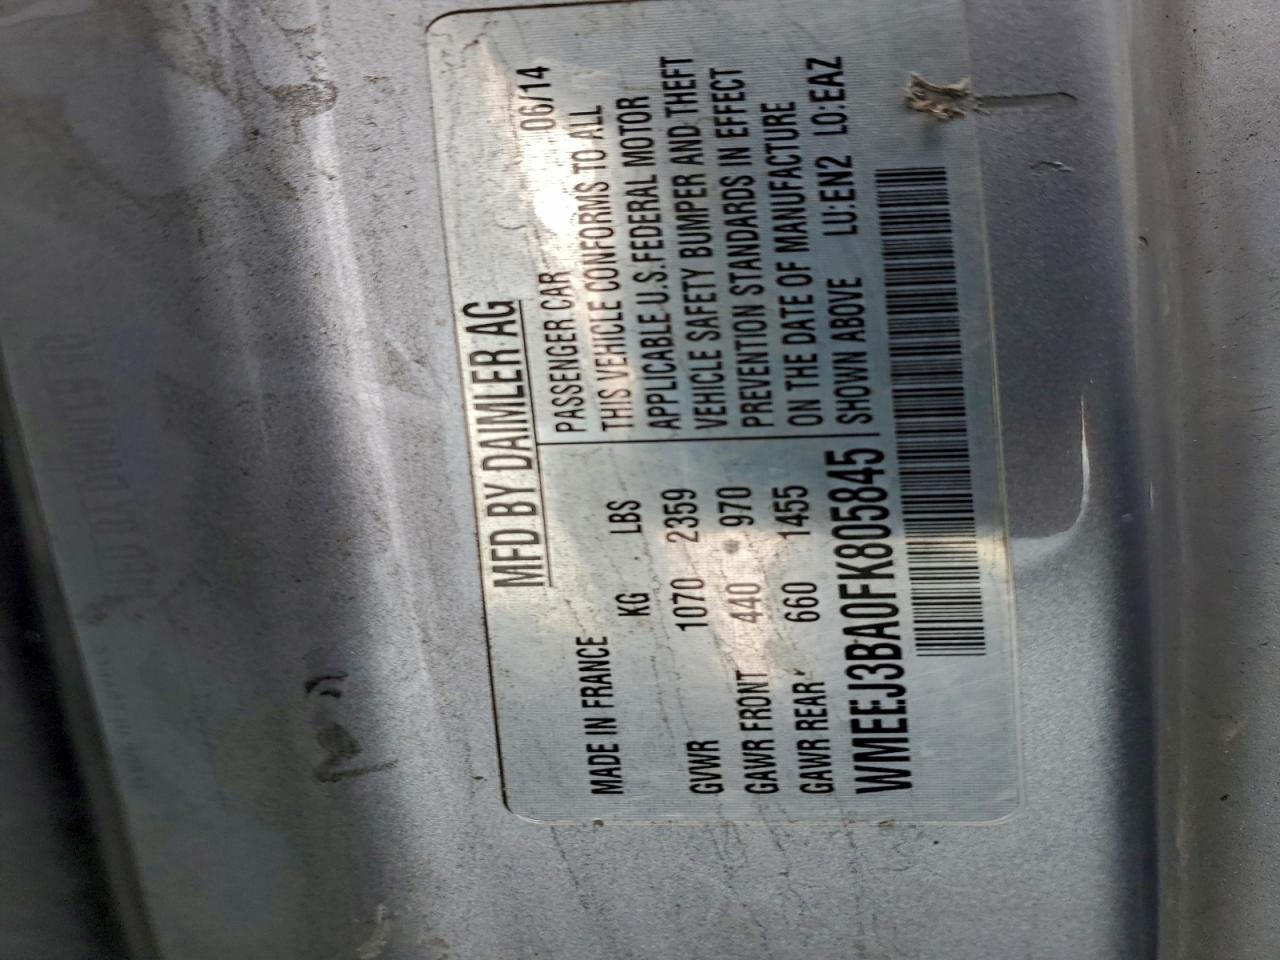 MFD BY DAIMLER AG
06/14
MADE IN FRANCE
KG LBS
GVWR 1070 2359
GAWR FRONT 440 970
GAWR REAR 660 1455
PASSENGER CAR
THIS VEHICLE CONFORMS TO ALL
APPLICABLE U.S.FEDERAL MOTOR
VEHICLE SAFETY BUMPER AND THEFT
PREVENTION STANDARDS IN EFFECT
ON THE DATE OF MANUFACTURE
SHOWN ABOVE LU:EN2 LO:EAZ
WMEEJ3BA0FK805845